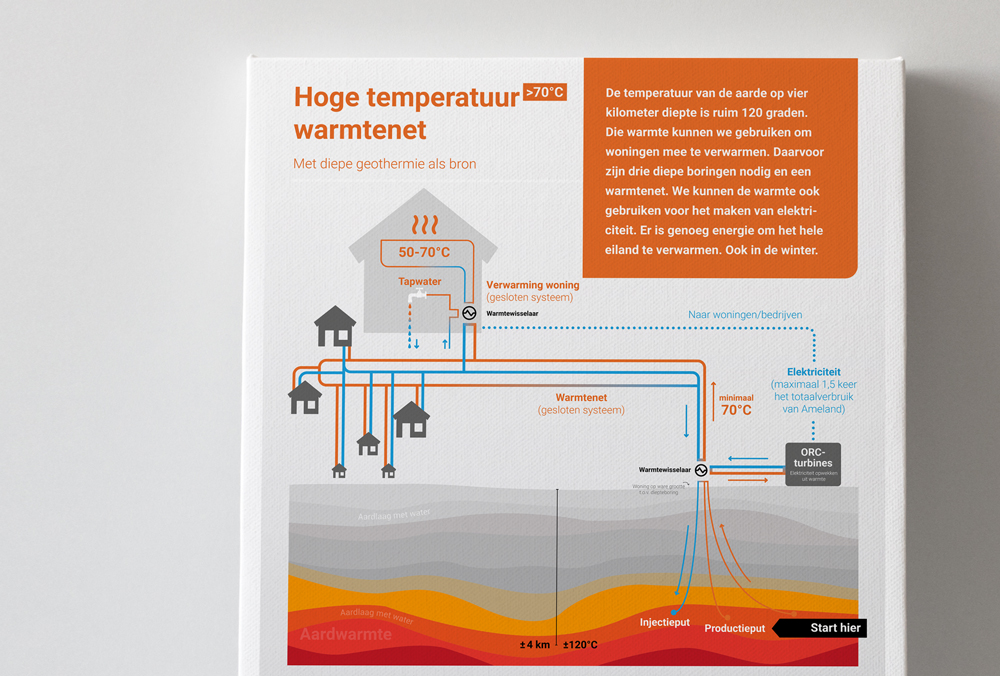 Hoge temperatuur >70°C
warmtenet
Met diepe geothermie als bron
De temperatuur van de aarde op vier
kilometer diepte is ruim 120 graden.
Die warmte kunnen we gebruiken om
woningen mee te verwarmen. Daarvoor
zijn drie diepe boringen nodig en een
warmtenet. We kunnen de warmte ook
gebruiken voor het maken van elektri-
citeit. Er is genoeg energie om het hele
eiland te verwarmen. Ook in de winter.
50-70°C
Tapwater
Verwarming woning
(gesloten systeem)
Warmtewisselaar
Naar woningen/bedrijven
Elektriciteit
(maximaal 1,5 keer
het totaalverbruik
van Ameland)
Warmtenet
(gesloten systeem)
minimaal
70°C
ORC-
turbines
Elektriciteit opwekken
uit warmte
Warmtewisselaar
Woning op ware grootte
t.o.v. dieptebering
Aardlaag met water
Aardlaag met water
Aardwarmte
Injectieput
Productieput
Start hier
±4 km
±120°C